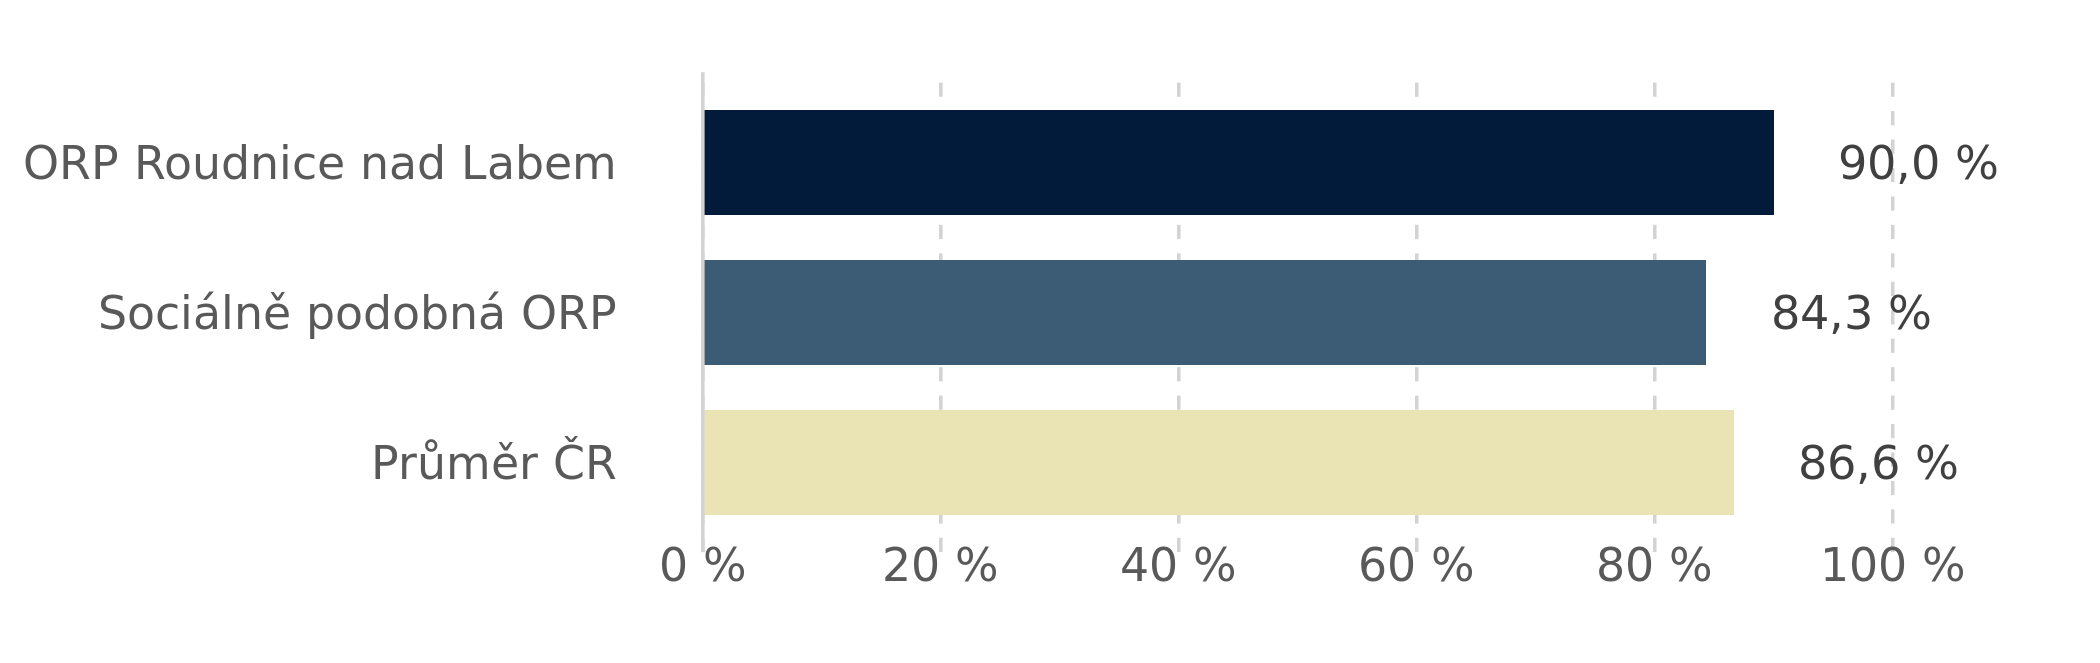 ORP Roudnice nad Labem 90,0 %
Sociálně podobná ORP 84,3 %
Průměr ČR 86,6 %
0 % 20 % 40 % 60 % 80 % 100 %